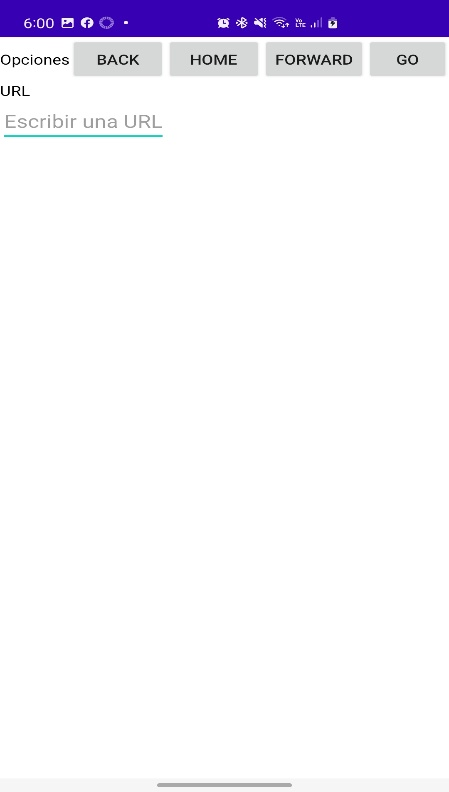 6:00
Opciones BACK HOME FORWARD GO
URL
Escribir una URL